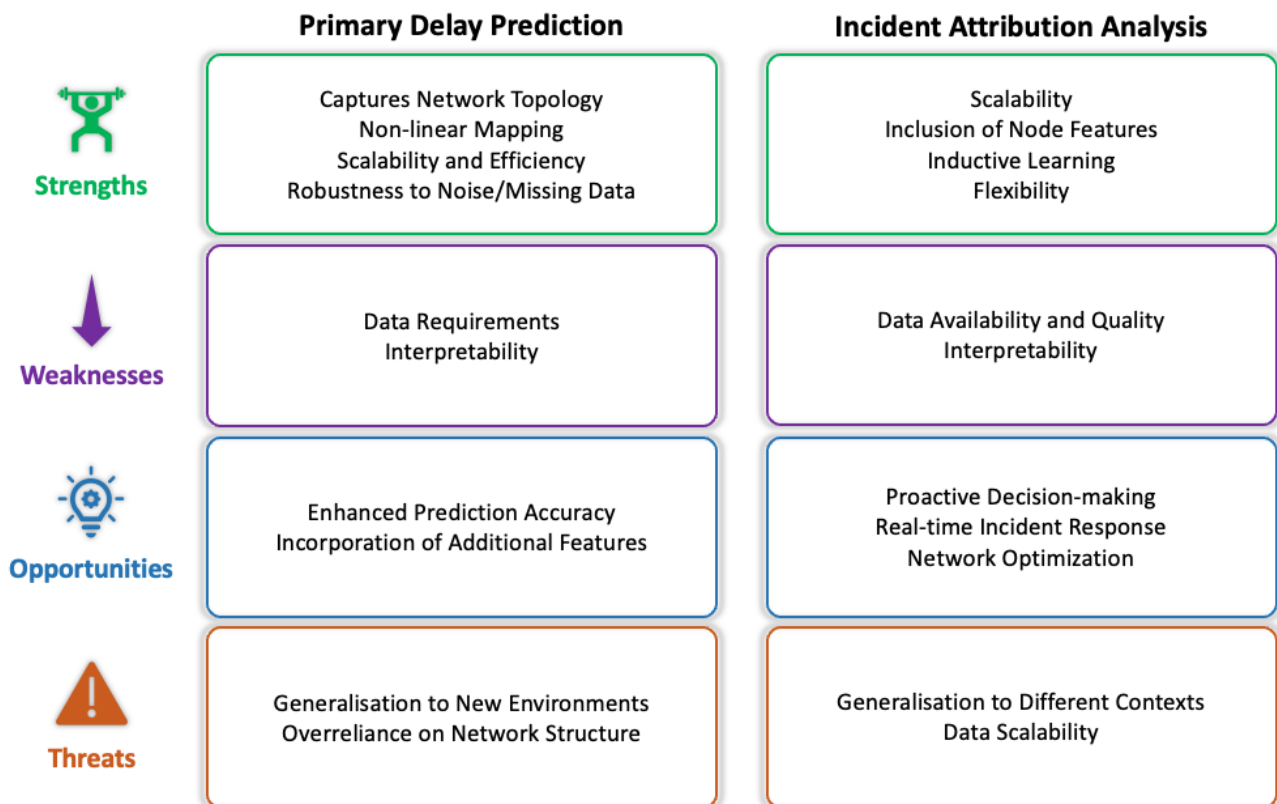 Primary Delay Prediction
Incident Attribution Analysis
Strengths
Captures Network Topology
Non-linear Mapping
Scalability and Efficiency
Robustness to Noise/Missing Data
Scalability
Inclusion of Node Features
Inductive Learning
Flexibility
Weaknesses
Data Requirements
Interpretability
Data Availability and Quality
Interpretability
Opportunities
Enhanced Prediction Accuracy
Incorporation of Additional Features
Proactive Decision-making
Real-time Incident Response
Network Optimization
Threats
Generalisation to New Environments
Overreliance on Network Structure
Generalisation to Different Contexts
Data Scalability